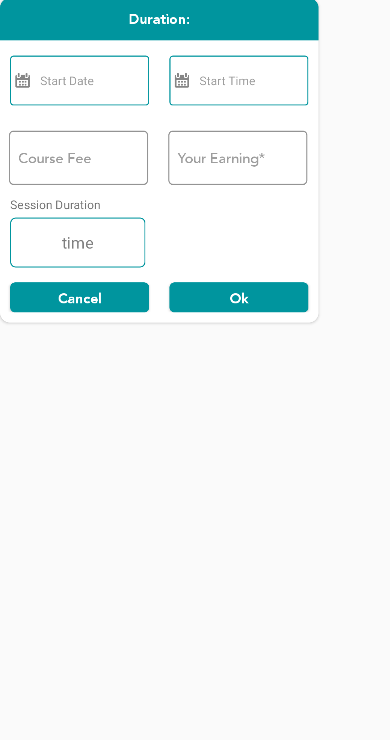 Duration:
Start Date
Start Time
Course Fee
Your Earning*
Session Duration
time
Cancel
Ok